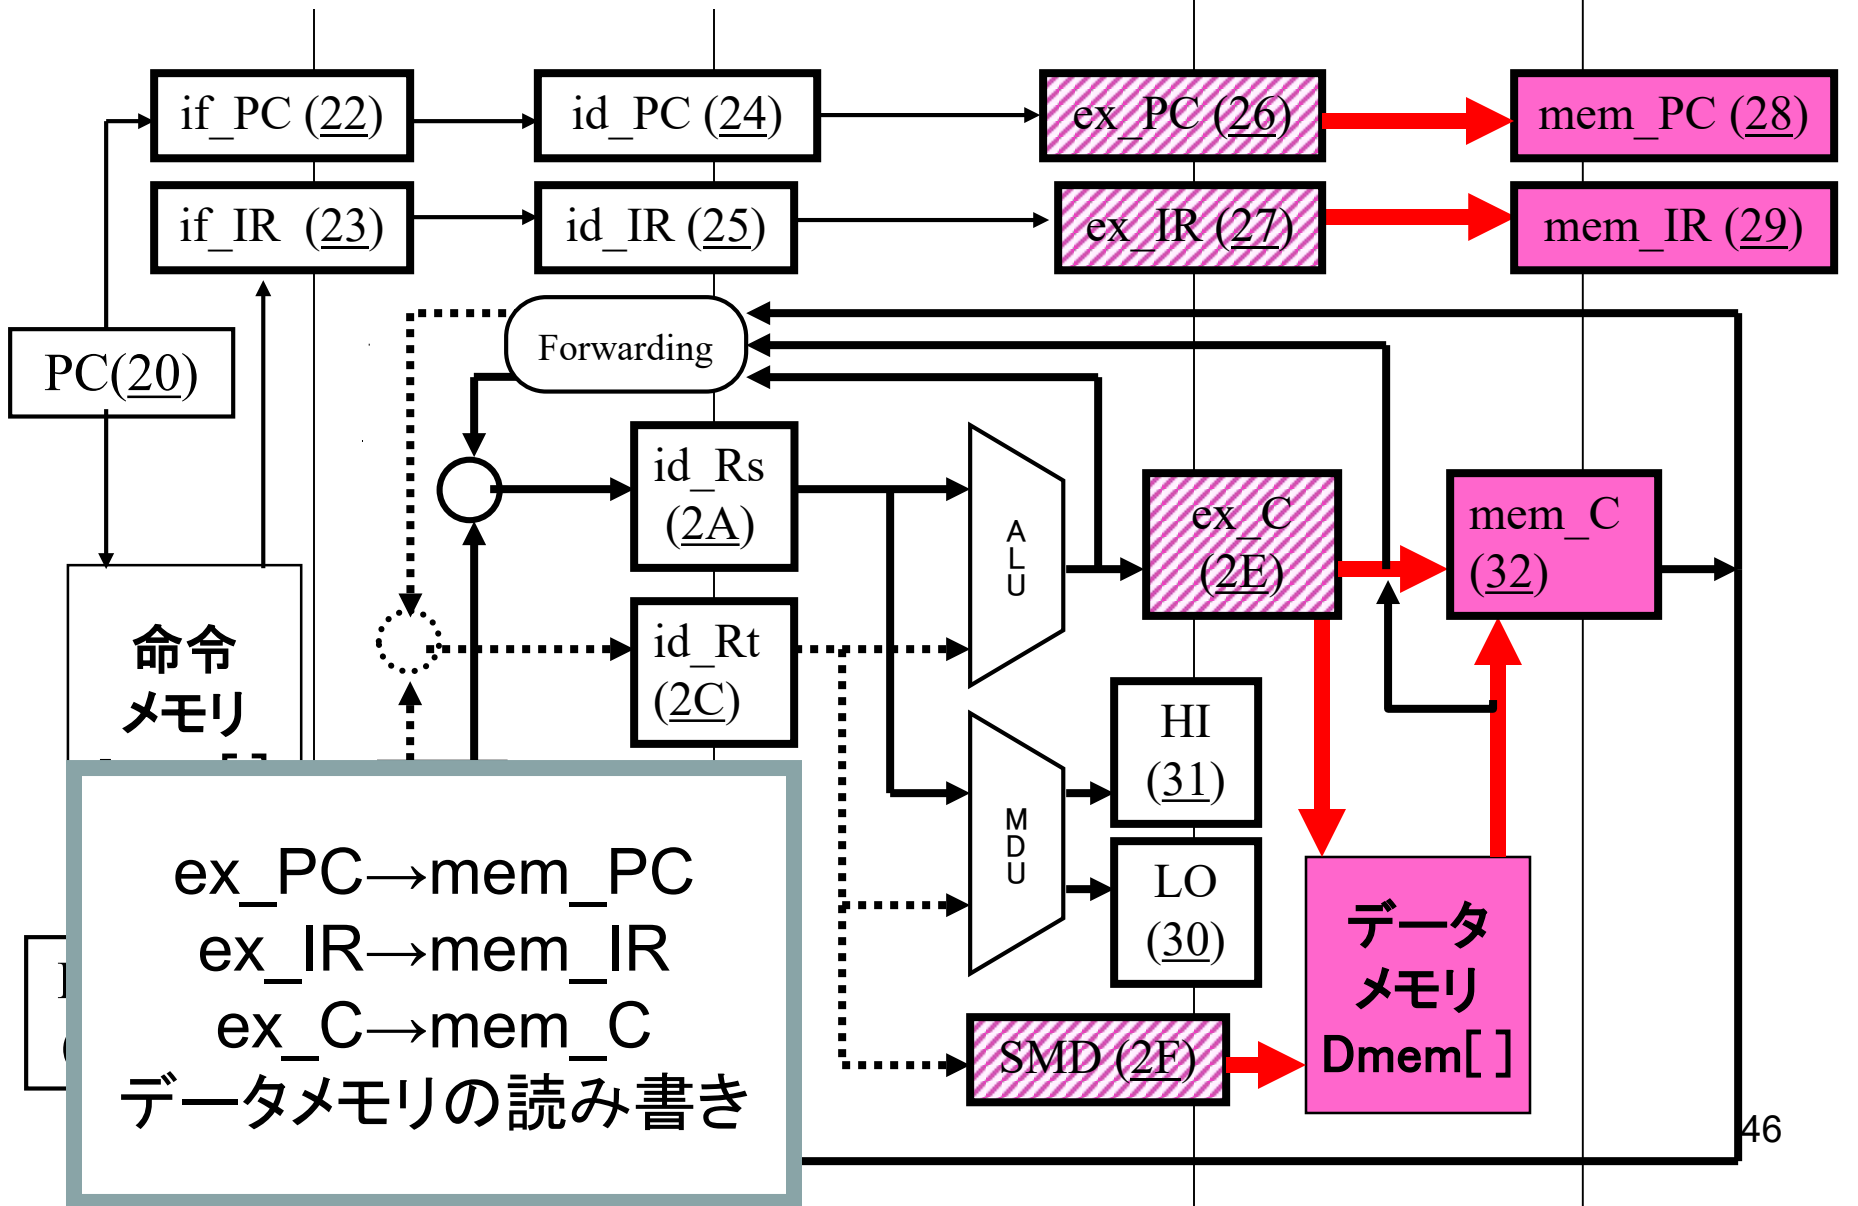 if_PC (22)
id_PC (24)
ex_PC (26)
mem_PC (28)
if_IR (23)
id_IR (25)
ex_IR (27)
mem_IR (29)
Forwarding
PC(20)
id_Rs
(2A)
ALU
ex_C
(2E)
mem_C
(32)
命令
メモリ
id_Rt
(2C)
HI
(31)
MDU
LO
(30)
データ
メモリ
Dmem[ ]
SMD (2F)
ex_PC→mem_PC
ex_IR→mem_IR
ex_C→mem_C
データメモリの読み書き
46